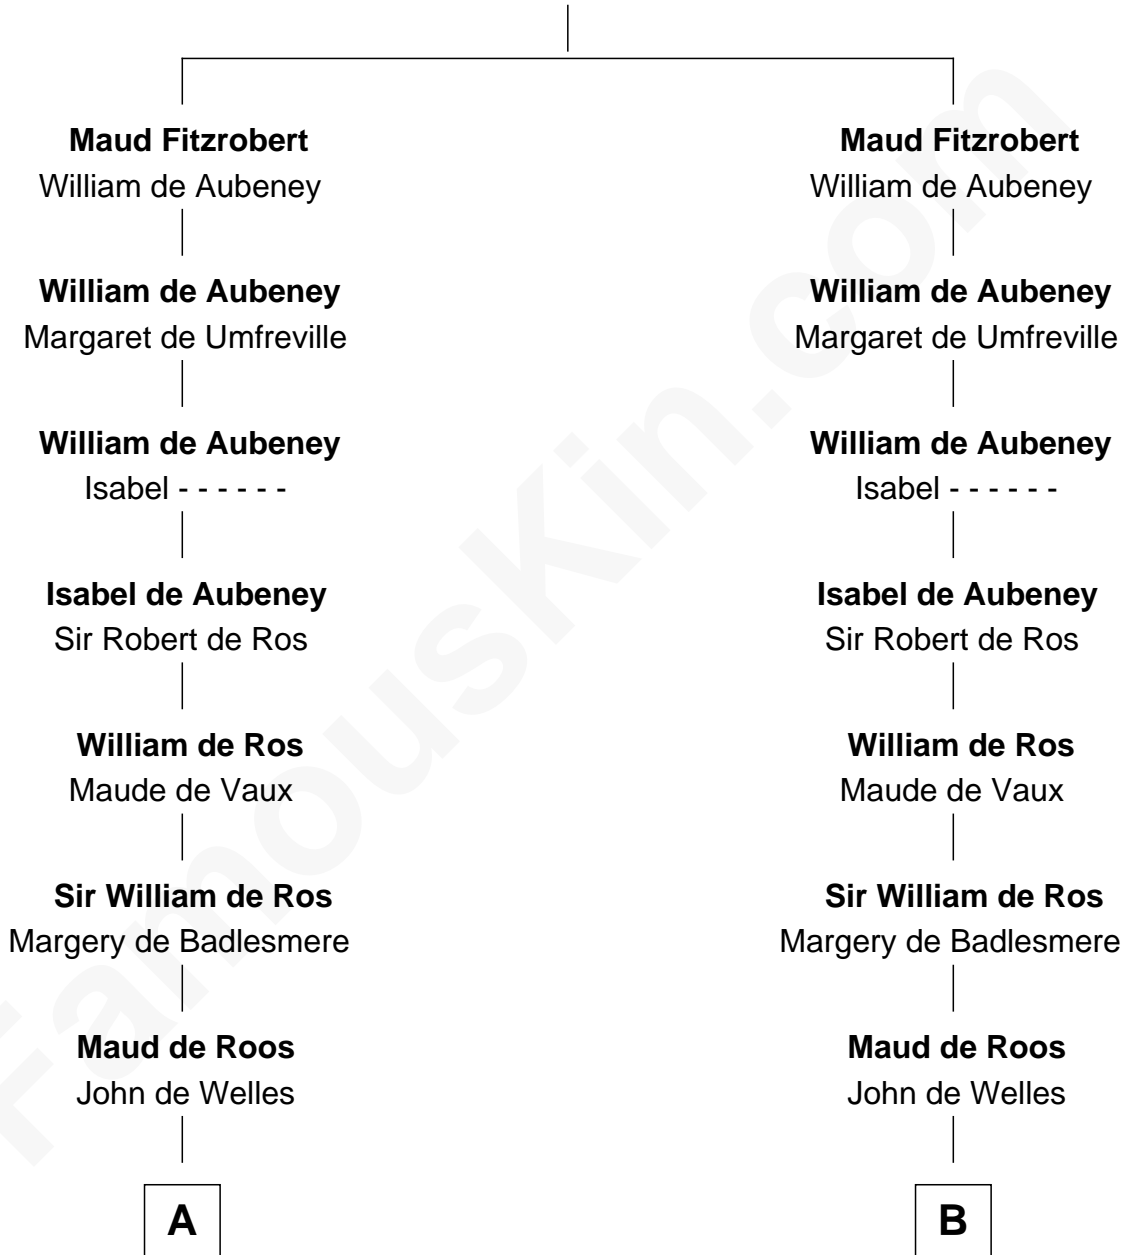 Maud Fitzrobert
William de Aubeney
William de Aubeney
Margaret de Umfreville
William de Aubeney
Isabel - - - - - -
Isabel de Aubeney
Sir Robert de Ros
William de Ros
Maude de Vaux
Sir William de Ros
Margery de Badlesmere
Maud de Roos
John de Welles
A
Maud Fitzrobert
William de Aubeney
William de Aubeney
Margaret de Umfreville
William de Aubeney
Isabel - - - - - -
Isabel de Aubeney
Sir Robert de Ros
William de Ros
Maude de Vaux
Sir William de Ros
Margery de Badlesmere
Maud de Roos
John de Welles
B
FamousKin.com